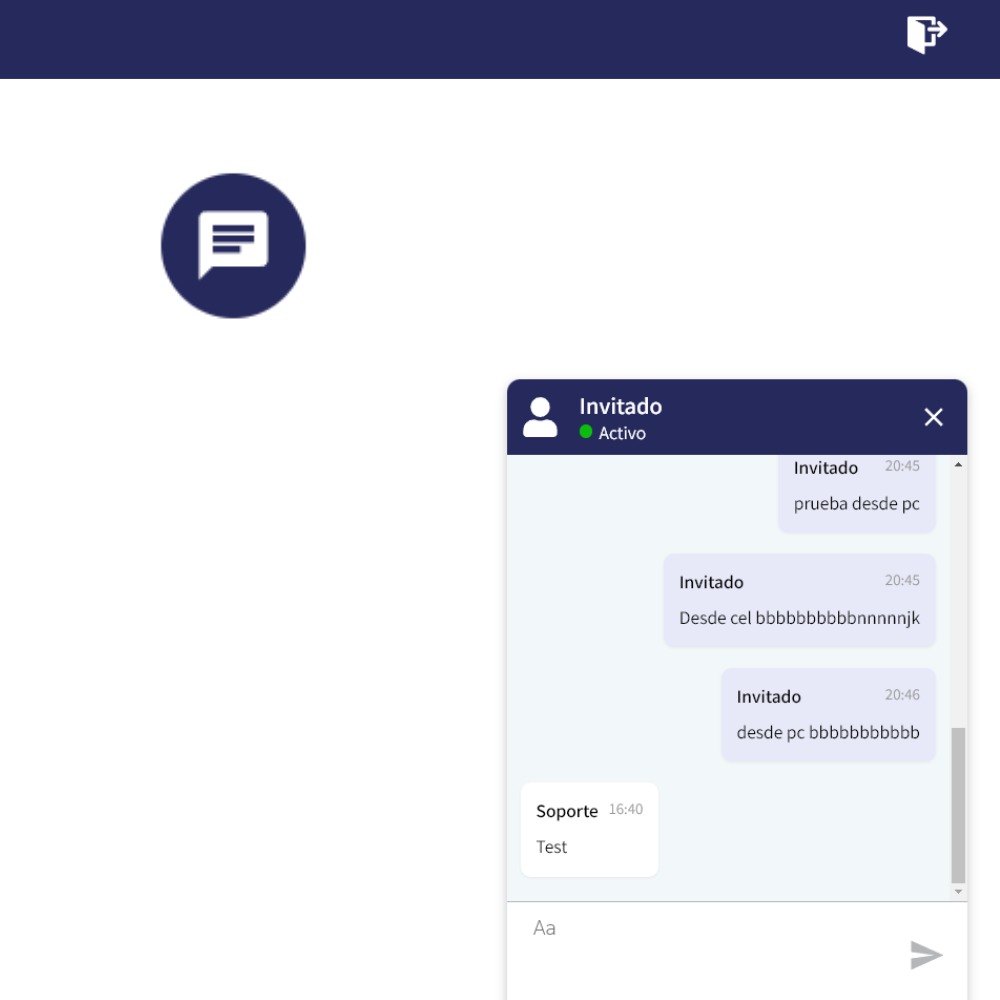 Invitado
Activo
Invitado 20:45
prueba desde pc
Invitado 20:45
Desde cel bbbbbbbbbbnnnnnjk
Invitado 20:46
desde pc bbbbbbbbbbb
Soporte 16:40
Test
Aa